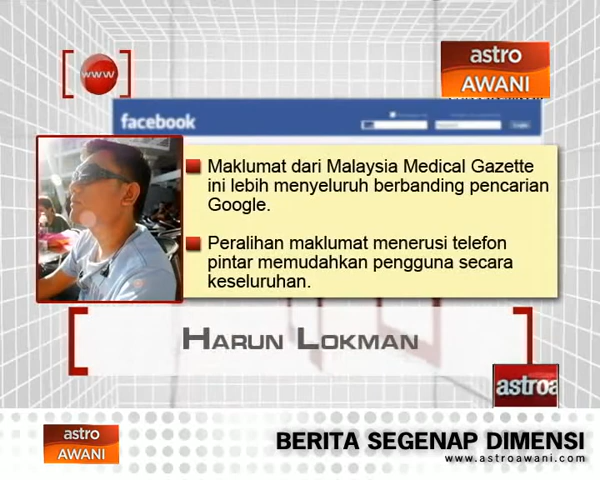 www
astro
AWANI
facebook
Maklumat dari Malaysia Medical Gazette
ini lebih menyeluruh berbanding pencarian
Google.
Peralihan maklumat menerusi telefon
pintar memudahkan pengguna secara
keseluruhan.
HARUN LOKMAN
astroa
astro
AWANI
BERITA SEGENAP DIMENSI
www.astroawani.com